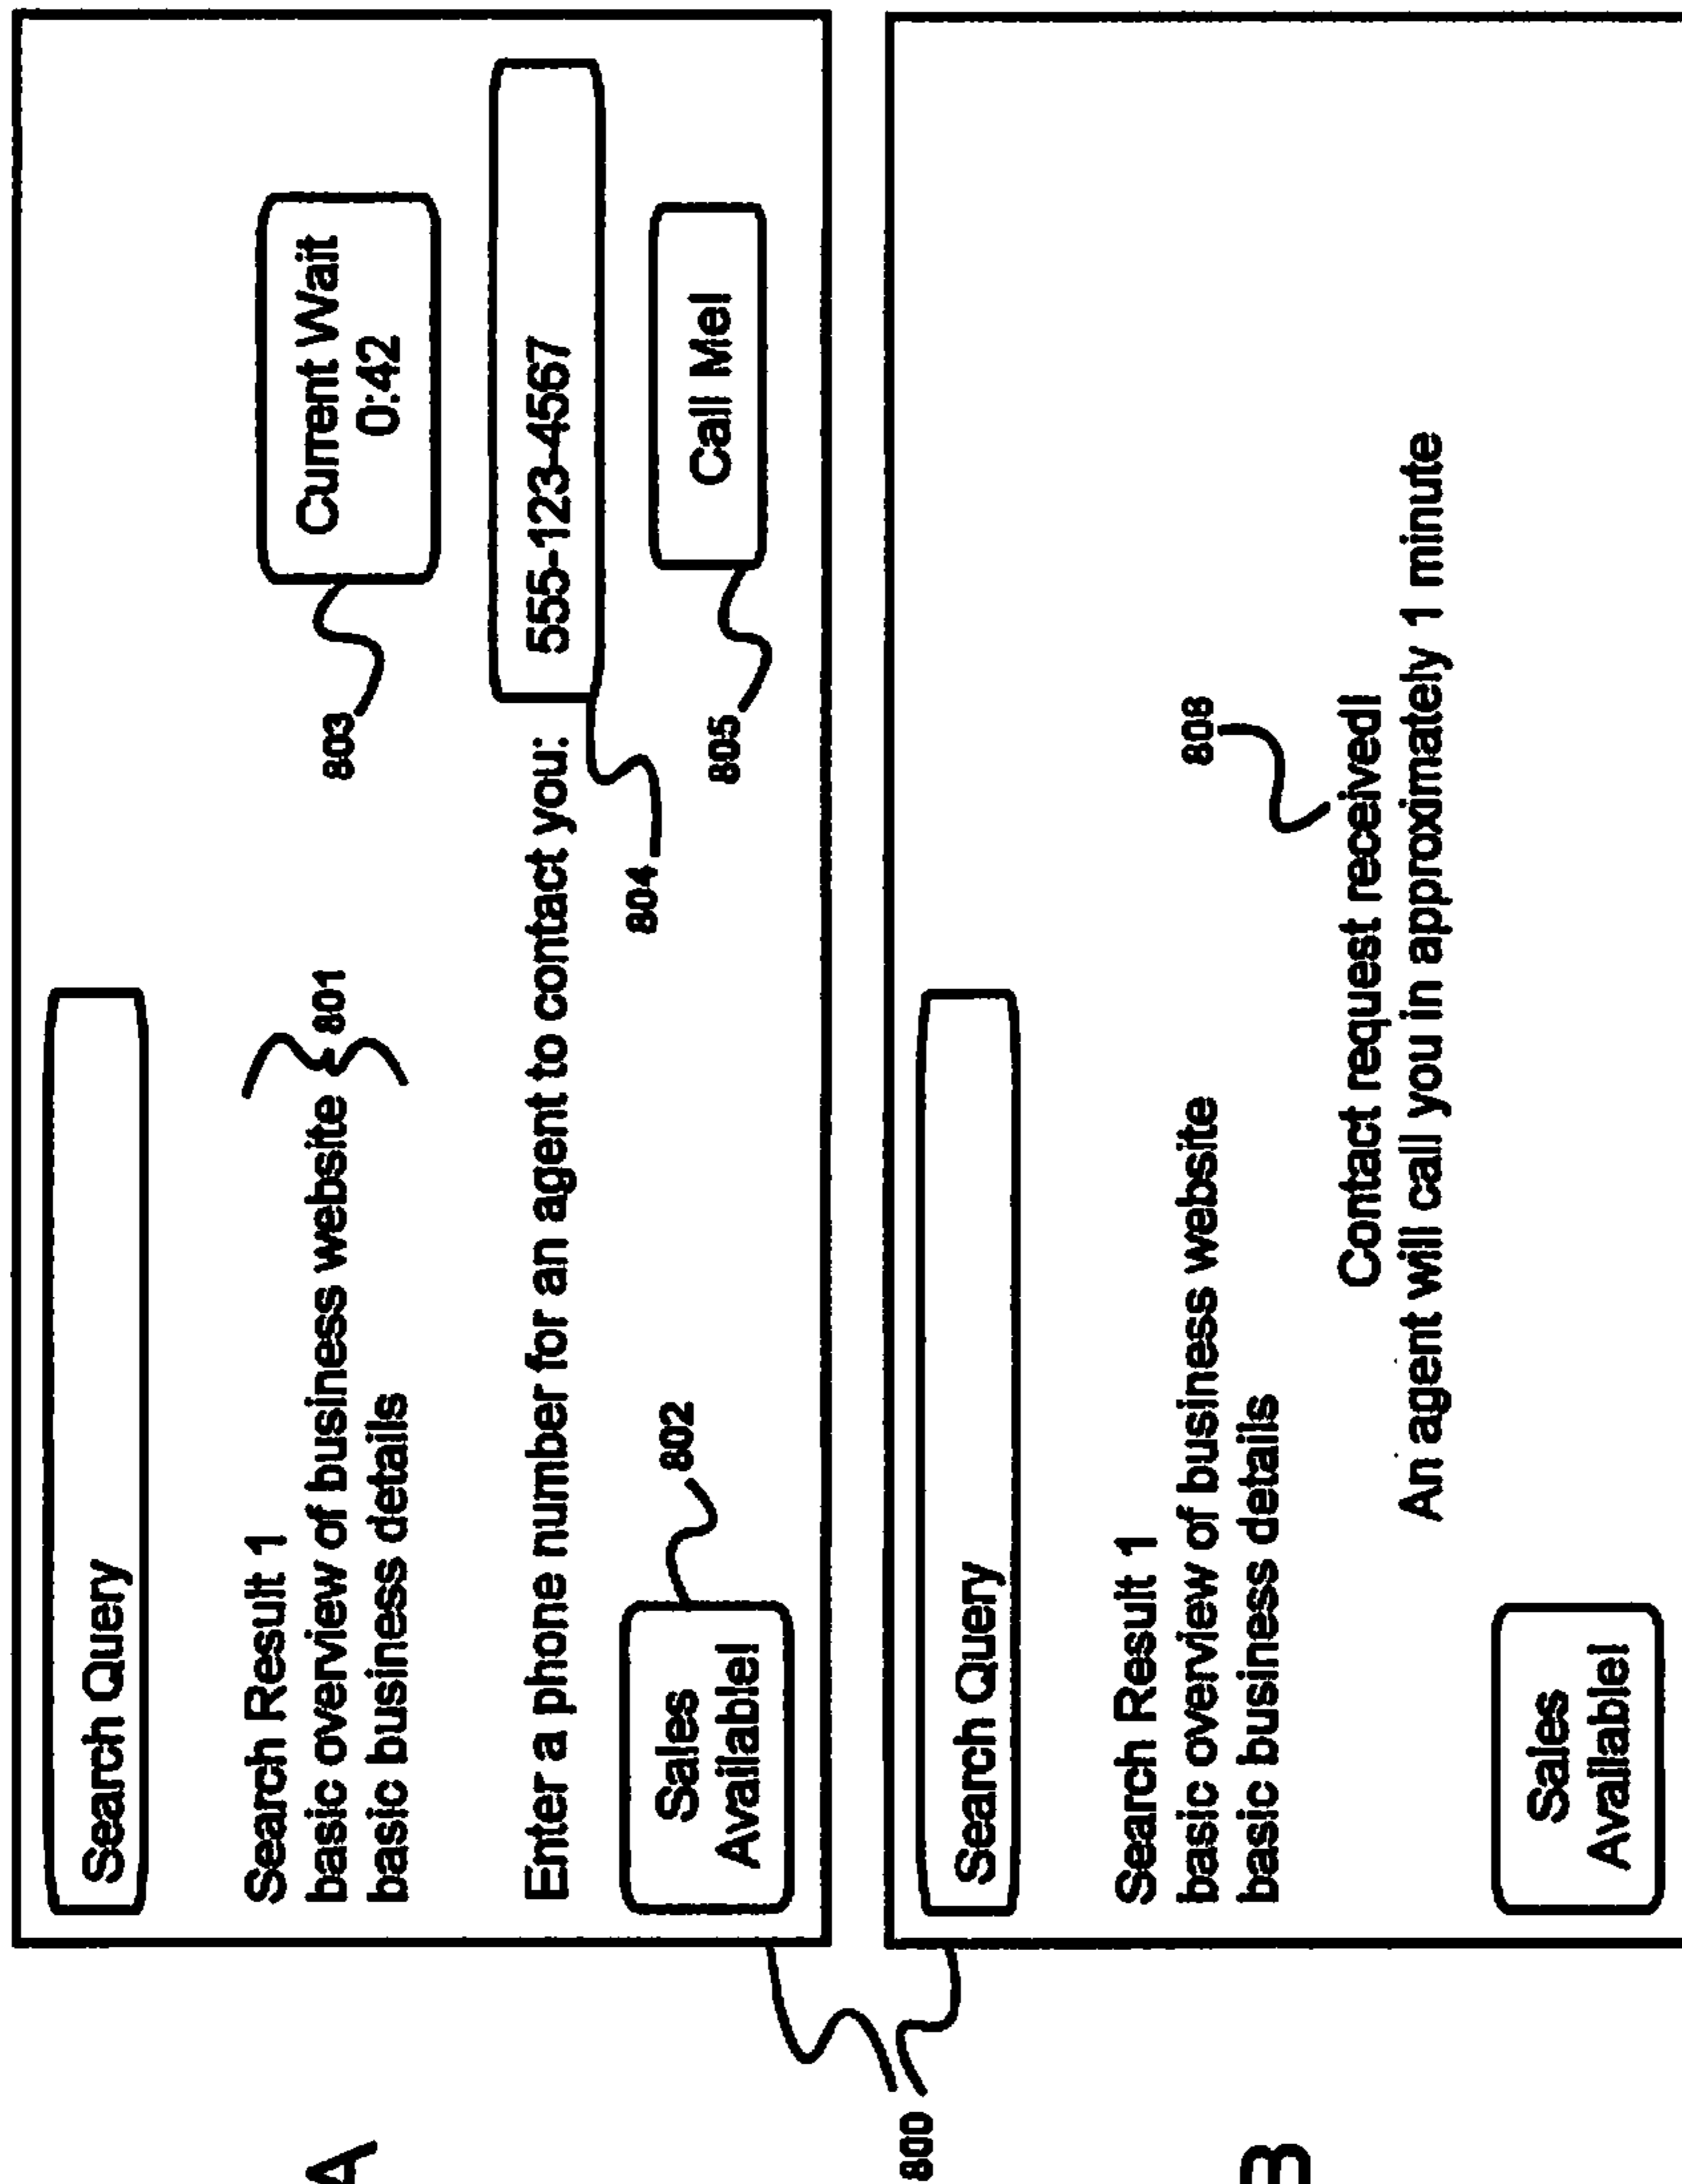 A
Search Query
Search Result 1
basic overview of business website
basic business details
801
Current Wait
0:42
803
Enter a phone number for an agent to contact you:
555-123-4567
804
Sales
Available!
802
Call Me!
805
800
B
Search Query
Search Result 1
basic overview of business website
basic business details
806
Contact request received!
An agent will call you in approximately 1 minute
Sales
Available!